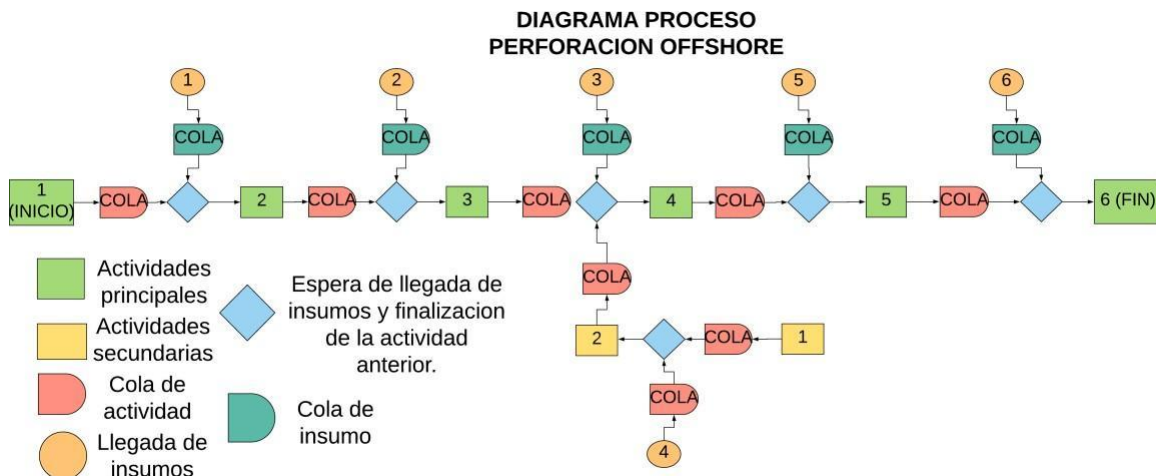 DIAGRAMA PROCESO
PERFORACION OFFSHORE
1
2
3
5
6
COLA
COLA
COLA
COLA
COLA
1
(INICIO)
COLA
2
COLA
3
COLA
4
COLA
5
COLA
6 (FIN)
COLA
2
COLA
1
COLA
4
Actividades
principales
Actividades
secundarias
Cola de
actividad
Llegada de
insumos
Espera de llegada de
insumos y finalizacion
de la actividad
anterior.
Cola de
insumo